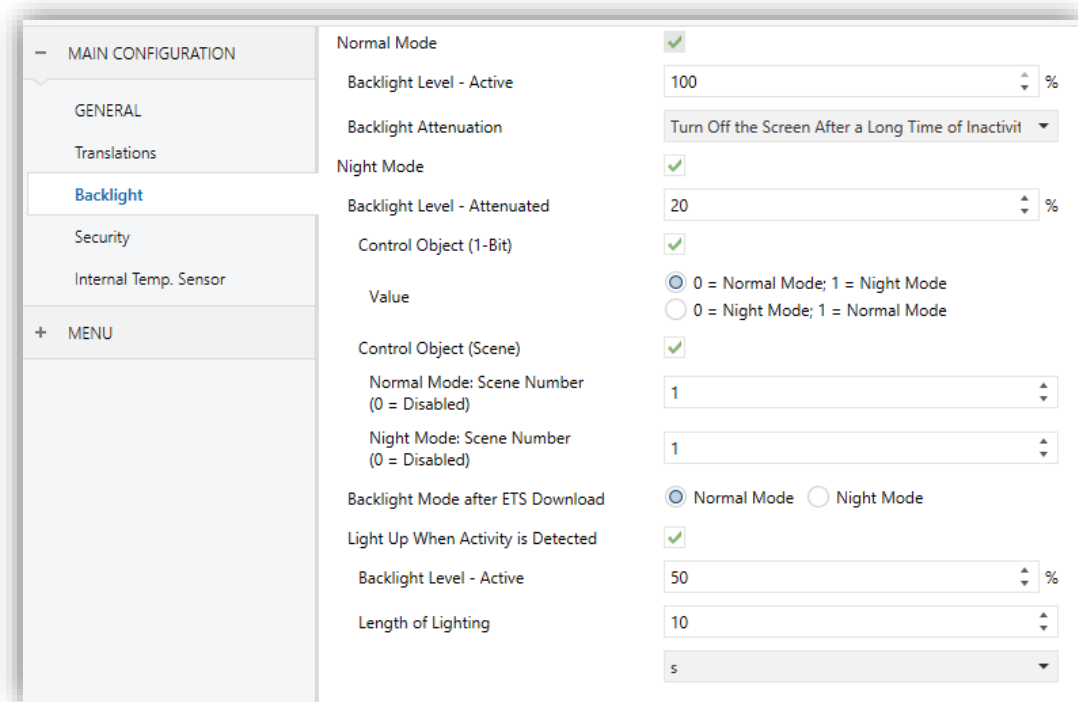 MAIN CONFIGURATION
GENERAL
Translations
Backlight
Security
Internal Temp. Sensor
MENU
Normal Mode
Backlight Level - Active 100 %
Backlight Attenuation Turn Off the Screen After a Long Time of Inactivit
Night Mode
Backlight Level - Attenuated 20 %
Control Object (1-Bit)
Value 0 = Normal Mode; 1 = Night Mode
0 = Night Mode; 1 = Normal Mode
Control Object (Scene)
Normal Mode: Scene Number
(0 = Disabled) 1
Night Mode: Scene Number
(0 = Disabled) 1
Backlight Mode after ETS Download Normal Mode Night Mode
Light Up When Activity is Detected
Backlight Level - Active 50 %
Length of Lighting 10
s